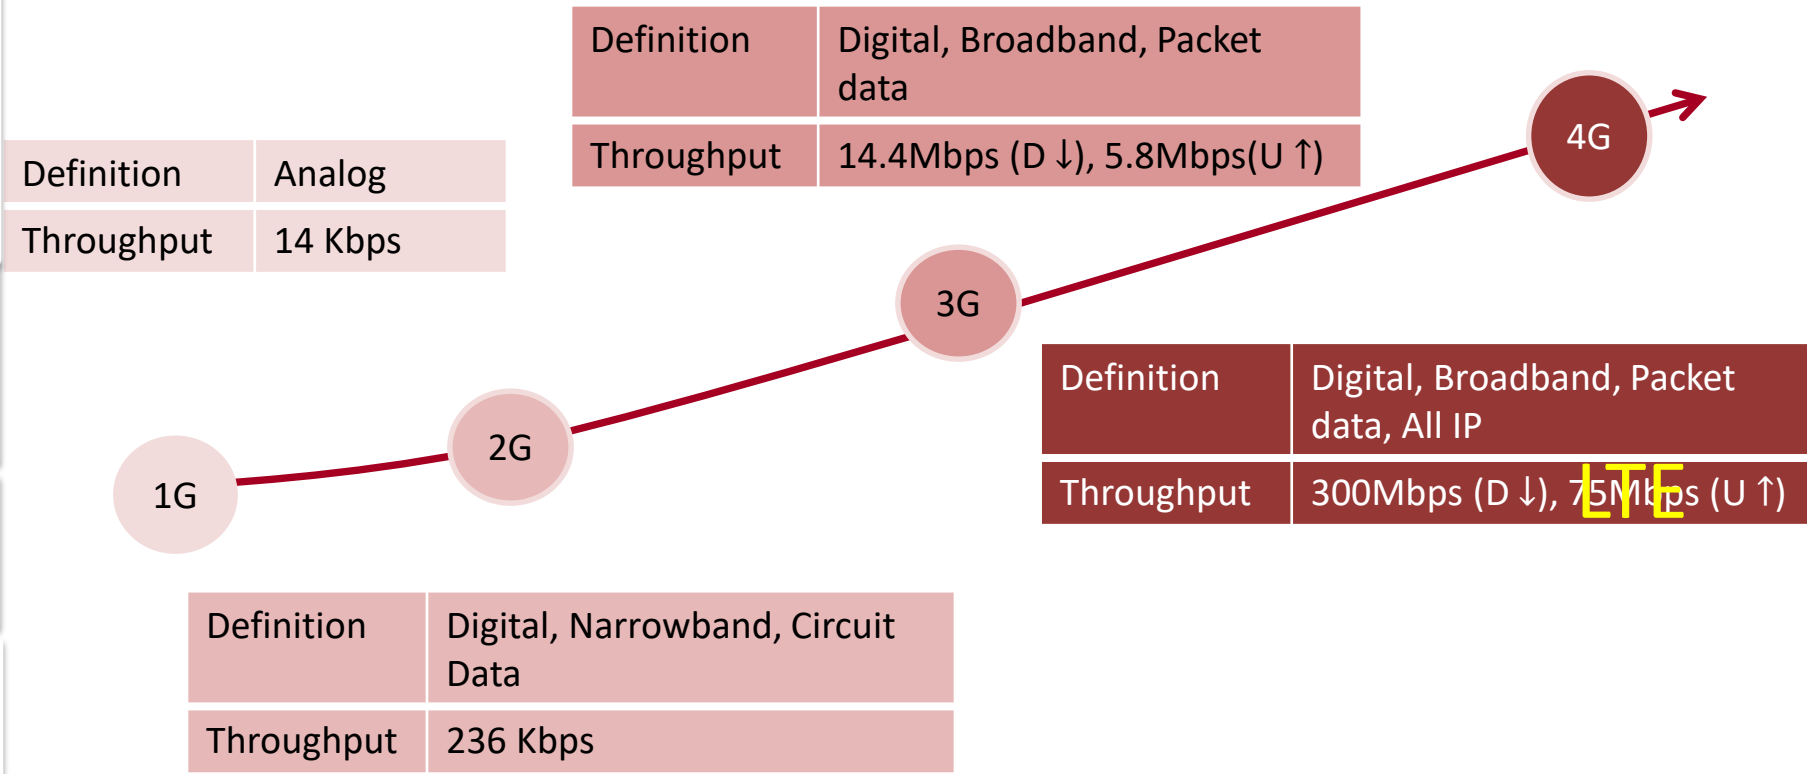 Definition Digital, Broadband, Packet
data
Throughput 14.4Mbps (D ↓), 5.8Mbps(U ↑)
Definition Analog
Throughput 14 Kbps
4G
3G
2G
1G
Definition Digital, Broadband, Packet
data, All IP
Throughput 300Mbps (D ↓), 75Mbps (U ↑)
LTE
Definition Digital, Narrowband, Circuit
Data
Throughput 236 Kbps